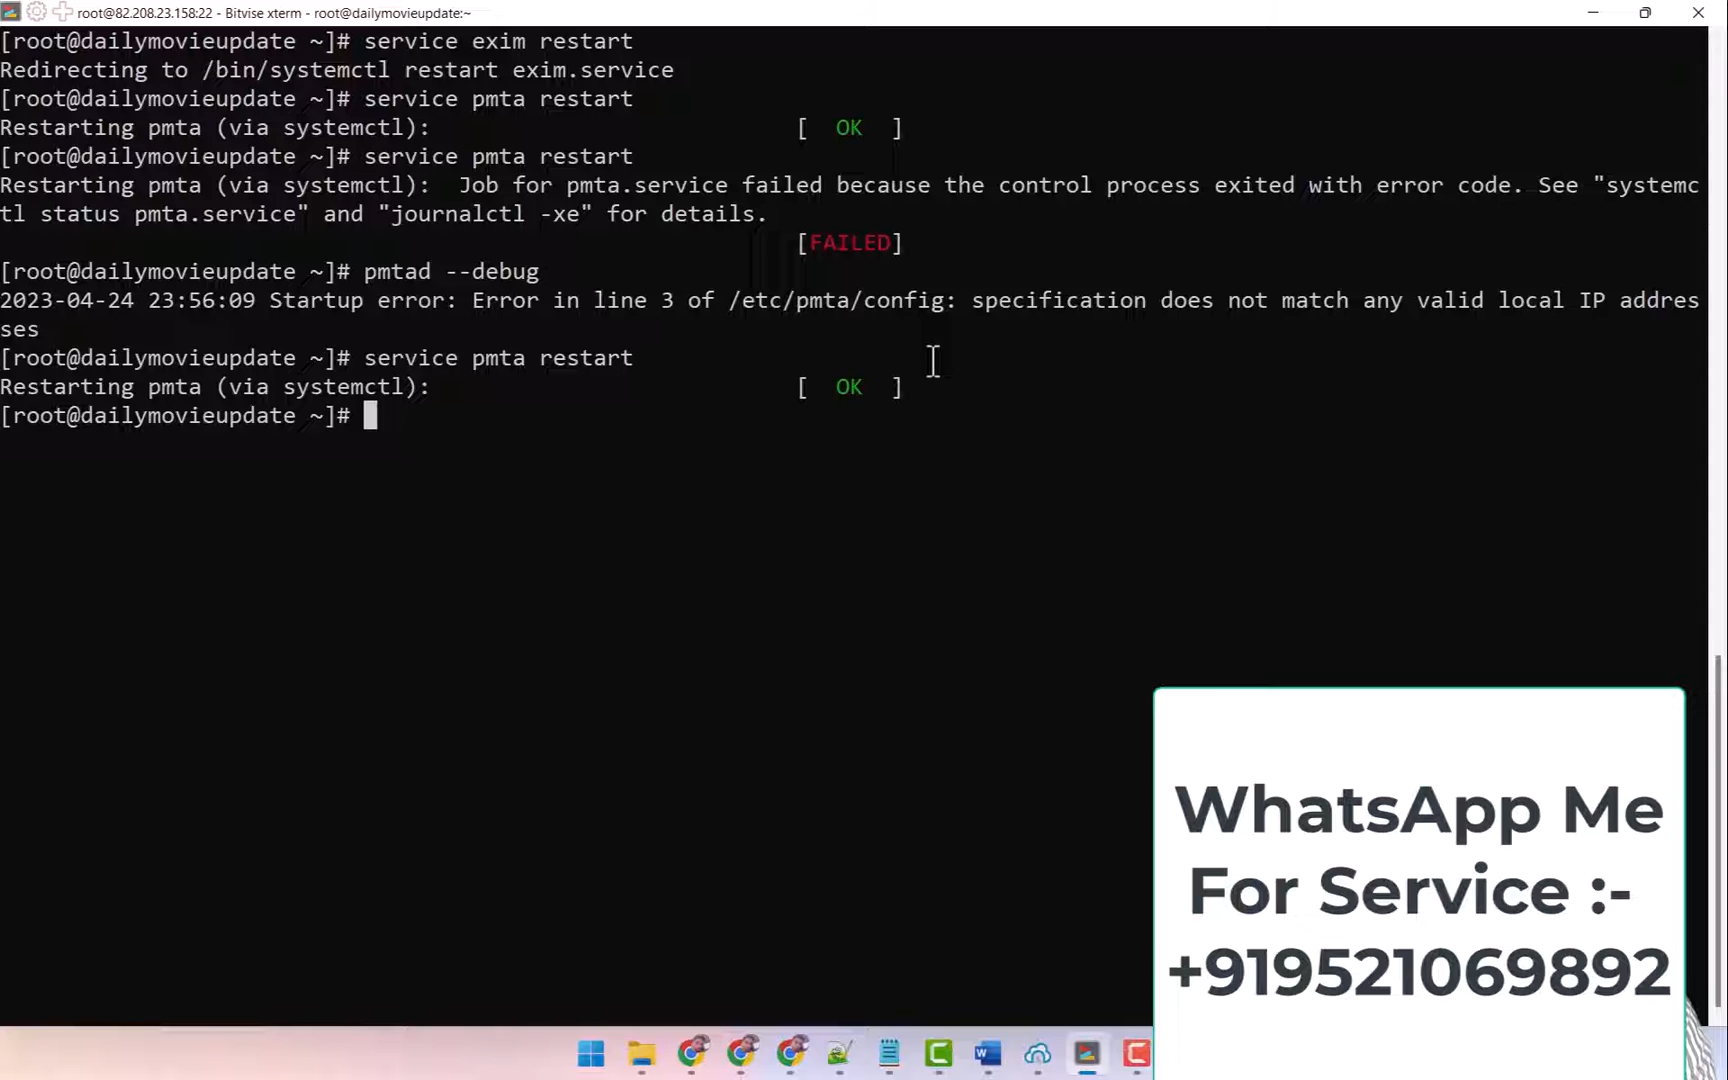 root@82.208.23.158:22 - Bitvise xterm - root@dailymovieupdate:~
[root@dailymovieupdate ~]# service exim restart
Redirecting to /bin/systemctl restart exim.service
[root@dailymovieupdate ~]# service pmta restart
Restarting pmta (via systemctl): [ OK ]
[root@dailymovieupdate ~]# service pmta restart
Restarting pmta (via systemctl): Job for pmta.service failed because the control process exited with error code. See "systemc
tl status pmta.service" and "journalctl -xe" for details.
[FAILED]
[root@dailymovieupdate ~]# pmtad --debug
2023-04-24 23:56:09 Startup error: Error in line 3 of /etc/pmta/config: specification does not match any valid local IP addres
ses
[root@dailymovieupdate ~]# service pmta restart
Restarting pmta (via systemctl): [ OK ]
[root@dailymovieupdate ~]#
WhatsApp Me
For Service :-
+919521069892